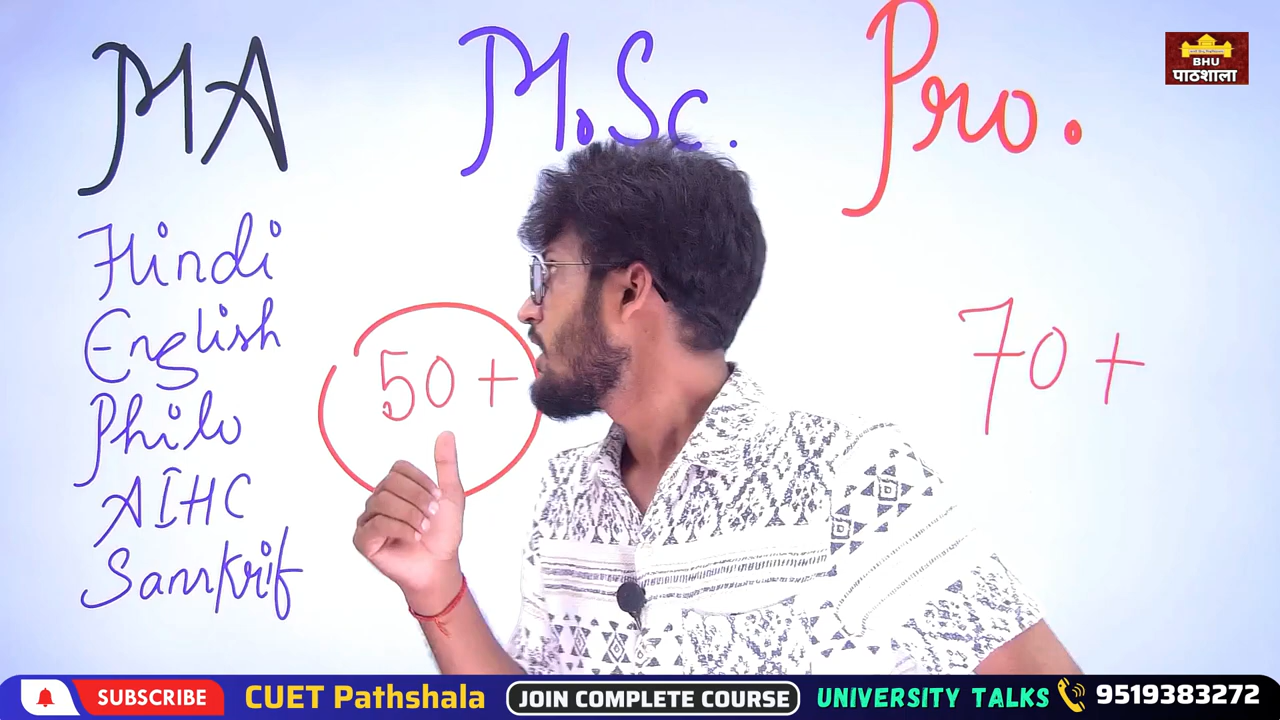 MA M.Sc. Pro.
BHU
पाठशाला
Hindi
English
Philo
AIHC
Sanskrit
50+
70+
SUBSCRIBE CUET Pathshala JOIN COMPLETE COURSE UNIVERSITY TALKS 9519383272